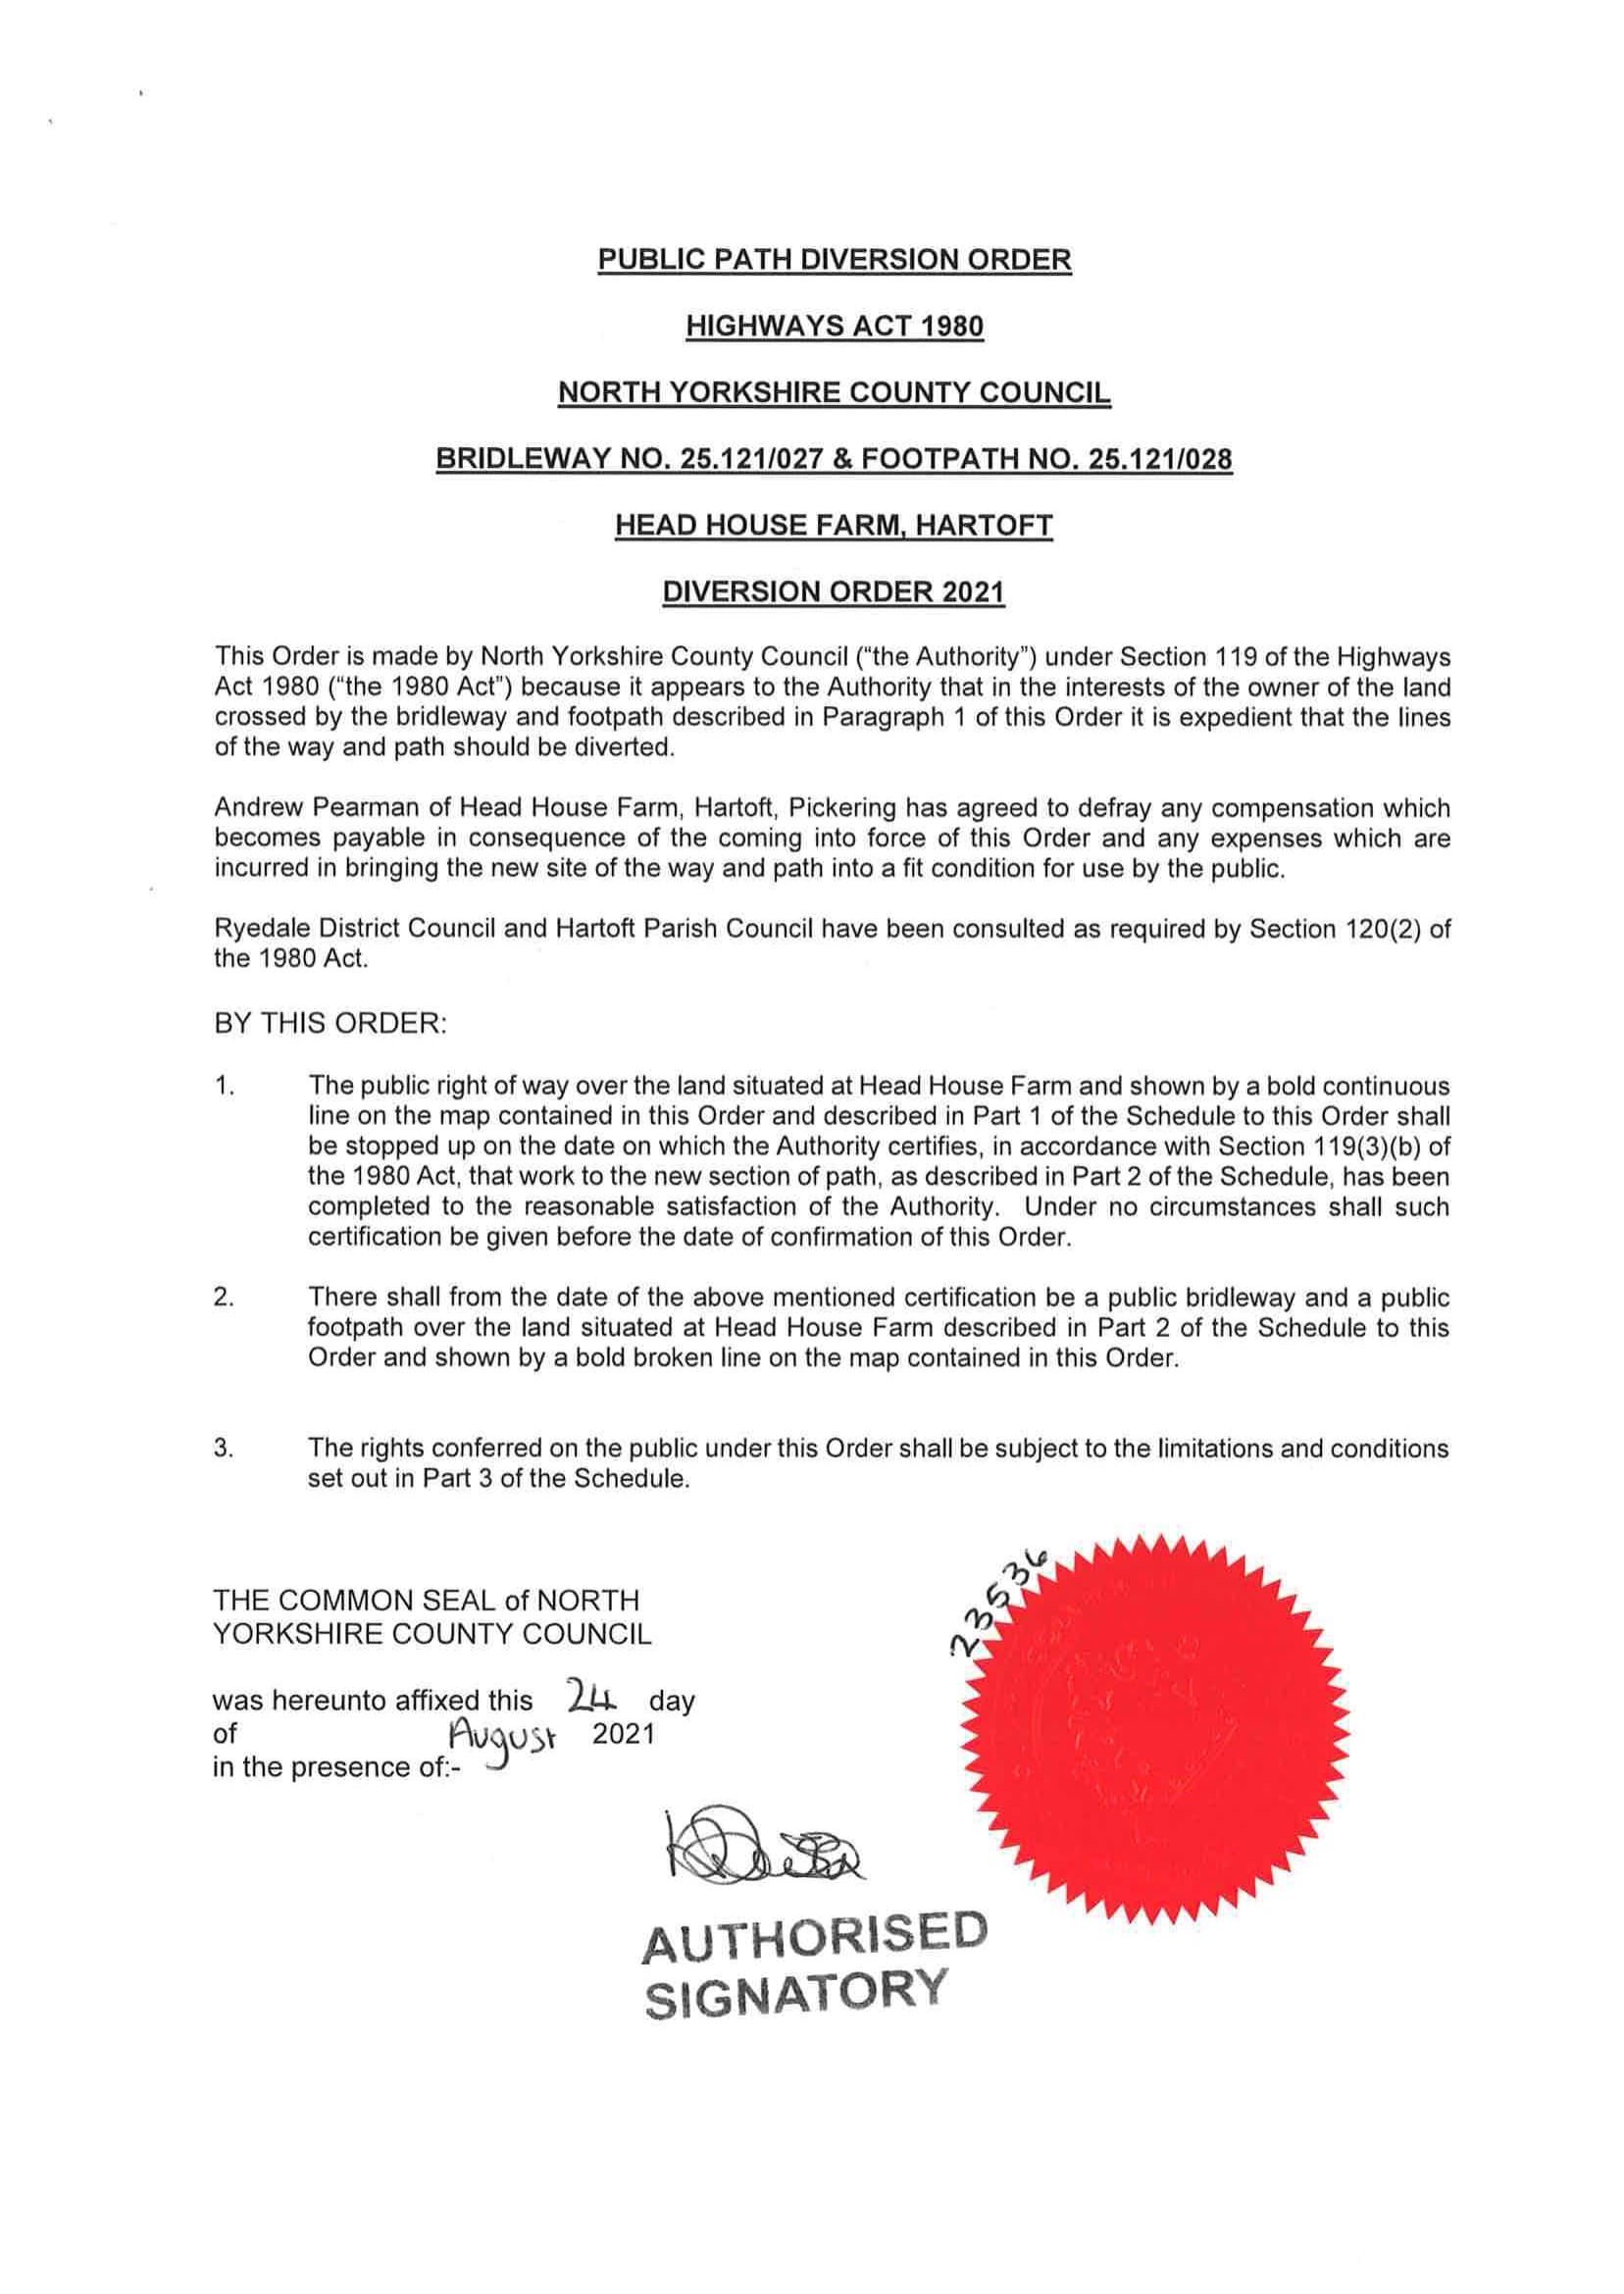 PUBLIC PATH DIVERSION ORDER
HIGHWAYS ACT 1980
NORTH YORKSHIRE COUNTY COUNCIL
BRIDLEWAY NO. 25.121/027 & FOOTPATH NO. 25.121/028
HEAD HOUSE FARM, HARTOFT
DIVERSION ORDER 2021
This Order is made by North Yorkshire County Council (“the Authority”) under Section 119 of the Highways
Act 1980 (“the 1980 Act”) because it appears to the Authority that in the interests of the owner of the land
crossed by the bridleway and footpath described in Paragraph 1 of this Order it is expedient that the lines
of the way and path should be diverted.
Andrew Pearman of Head House Farm, Hartoft, Pickering has agreed to defray any compensation which
becomes payable in consequence of the coming into force of this Order and any expenses which are
incurred in bringing the new site of the way and path into a fit condition for use by the public.
Ryedale District Council and Hartoft Parish Council have been consulted as required by Section 120(2) of
the 1980 Act.
BY THIS ORDER:
1. The public right of way over the land situated at Head House Farm and shown by a bold continuous
line on the map contained in this Order and described in Part 1 of the Schedule to this Order shall
be stopped up on the date on which the Authority certifies, in accordance with Section 119(3)(b) of
the 1980 Act, that work to the new section of path, as described in Part 2 of the Schedule, has been
completed to the reasonable satisfaction of the Authority. Under no circumstances shall such
certification be given before the date of confirmation of this Order.
2. There shall from the date of the above mentioned certification be a public bridleway and a public
footpath over the land situated at Head House Farm described in Part 2 of the Schedule to this
Order and shown by a bold broken line on the map contained in this Order.
3. The rights conferred on the public under this Order shall be subject to the limitations and conditions
set out in Part 3 of the Schedule.
23536
THE COMMON SEAL of NORTH
YORKSHIRE COUNTY COUNCIL
was hereunto affixed this 24 day
of August 2021
in the presence of:-
AUTHORISED
SIGNATORY